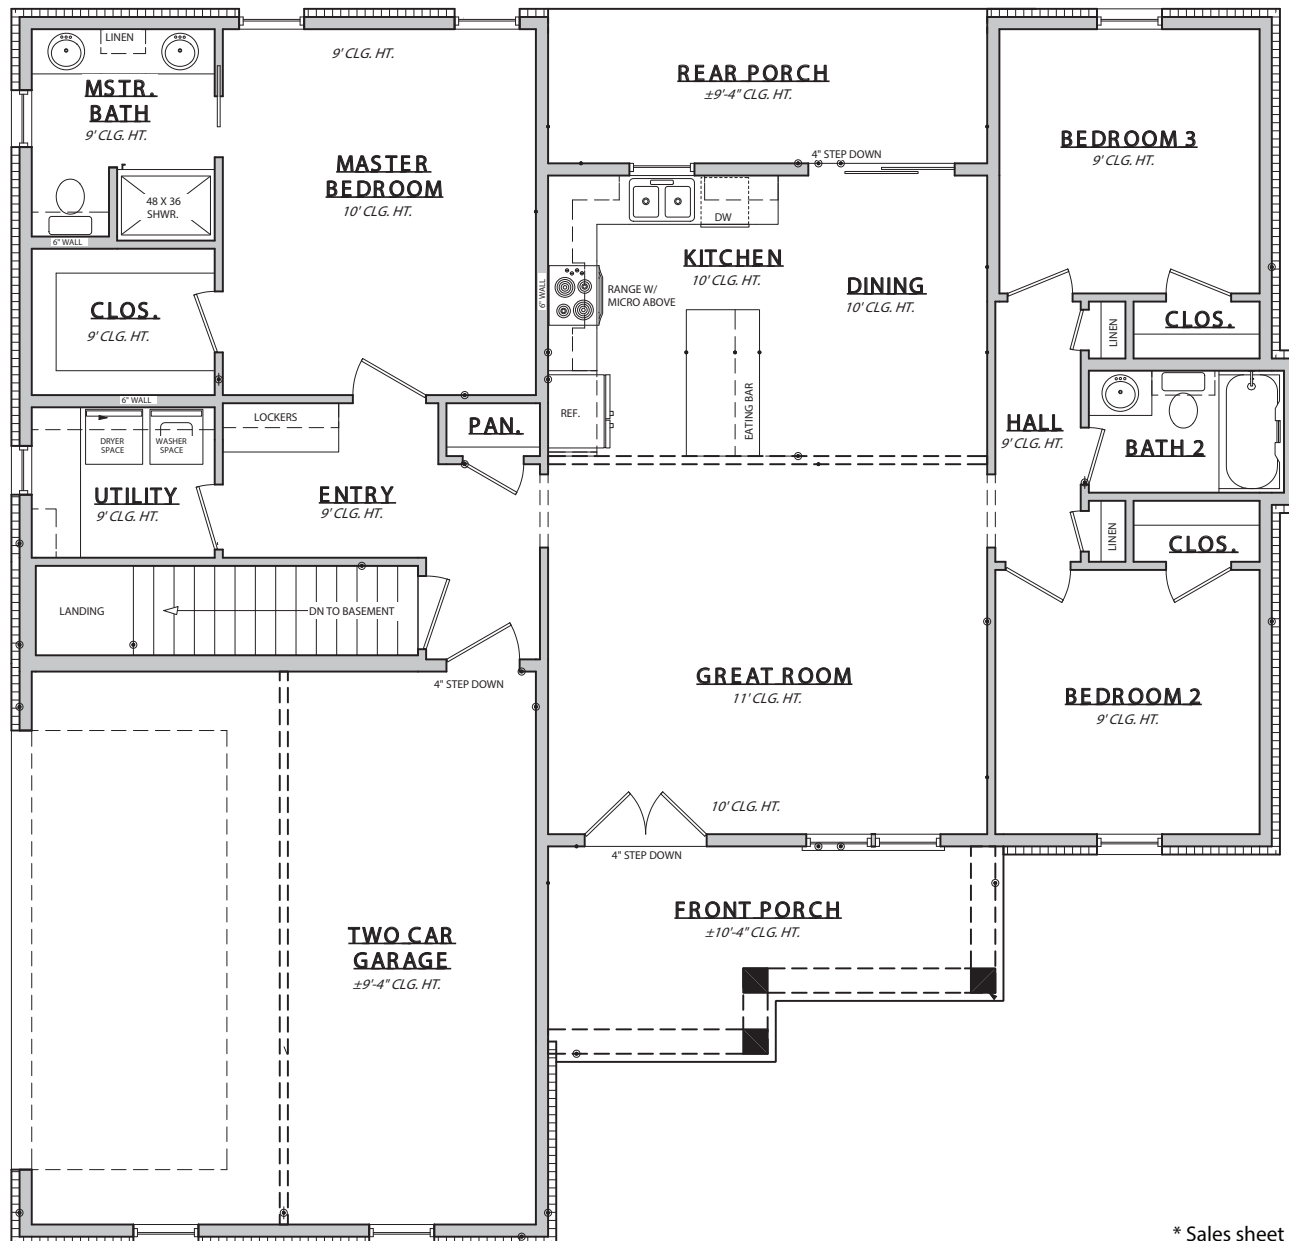 LINEN
9' CLG. HT.
MSTR.
BATH
9' CLG. HT.
MASTER
BEDROOM
10' CLG. HT.
48 X 36
SHWR.
6" WALL
CLOS.
9' CLG. HT.
6" WALL
REAR PORCH
±9'-4" CLG. HT.
4" STEP DOWN
BEDROOM 3
9' CLG. HT.
DW
KITCHEN
10' CLG. HT.
DINING
10' CLG. HT.
6" WALL
RANGE W/
MICRO ABOVE
EATING BAR
REF.
LINEN
CLOS.
HALL
9' CLG. HT.
BATH 2
LINEN
CLOS.
LOCKERS
PAN.
DRYER
SPACE
WASHER
SPACE
UTILITY
9' CLG. HT.
ENTRY
9' CLG. HT.
LANDING
DN TO BASEMENT
4" STEP DOWN
GREAT ROOM
11' CLG. HT.
10' CLG. HT.
4" STEP DOWN
BEDROOM 2
9' CLG. HT.
FRONT PORCH
±10'-4" CLG. HT.
TWO CAR
GARAGE
±9'-4" CLG. HT.
* Sales sheet